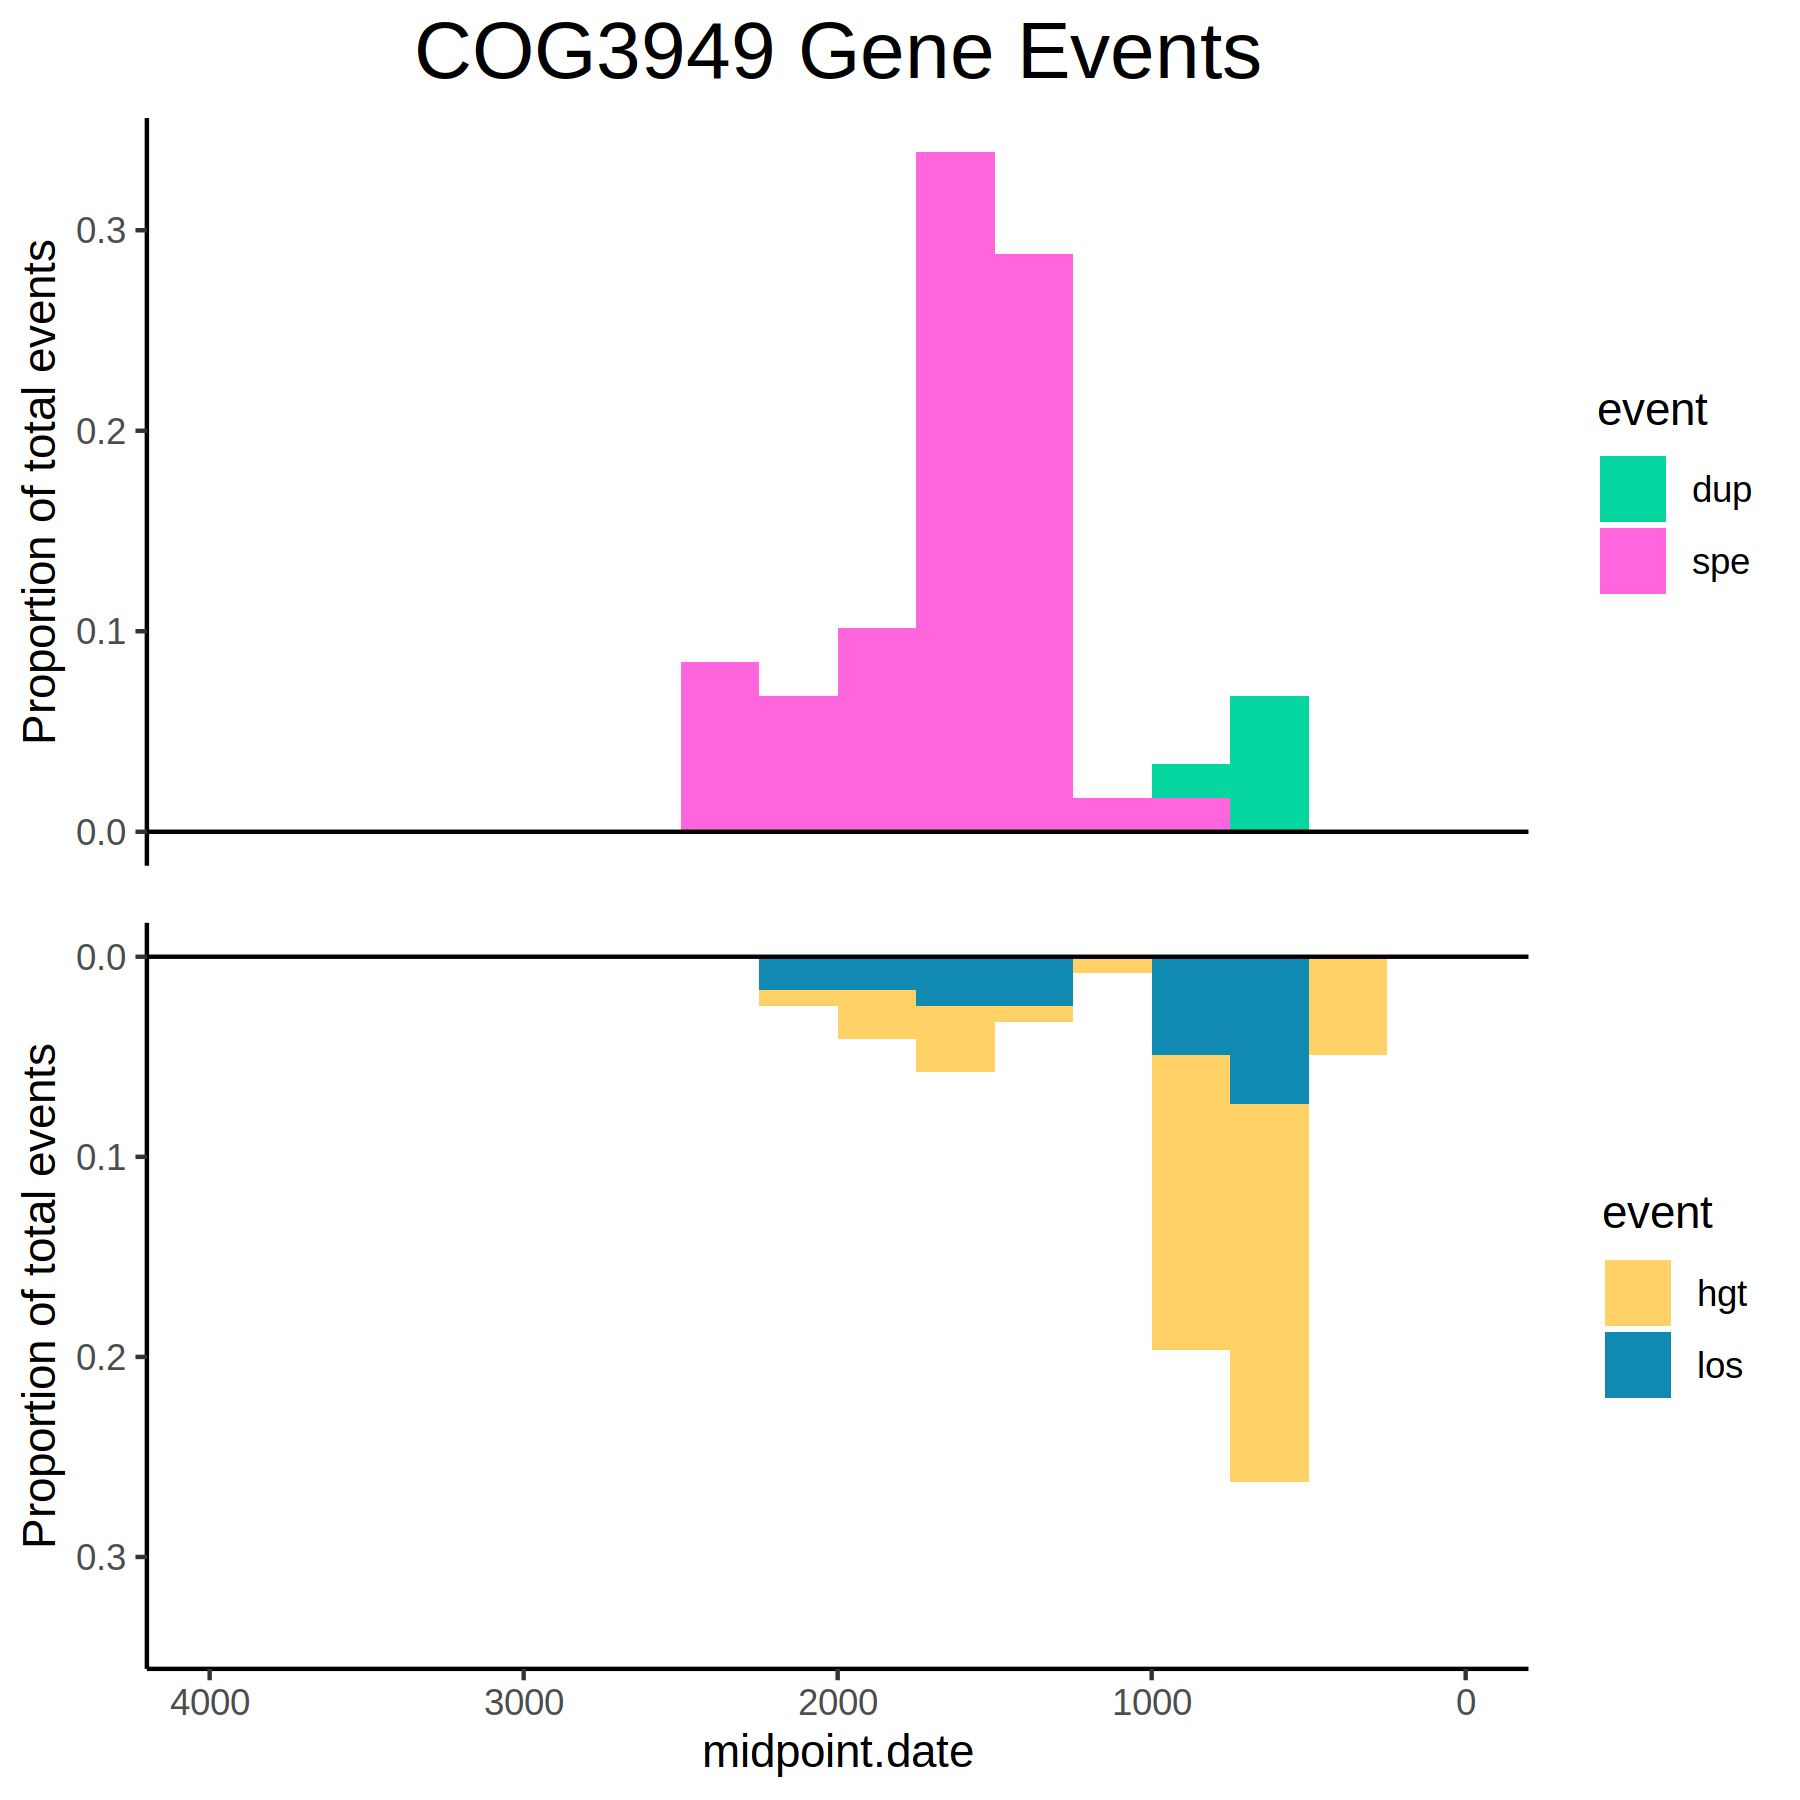 COG3949 Gene Events
Proportion of total events
0.3
0.2
0.1
0.0
event
dup
spe
Proportion of total events
0.0
0.1
0.2
0.3
event
hgt
los
4000 3000 2000 1000 0
midpoint.date